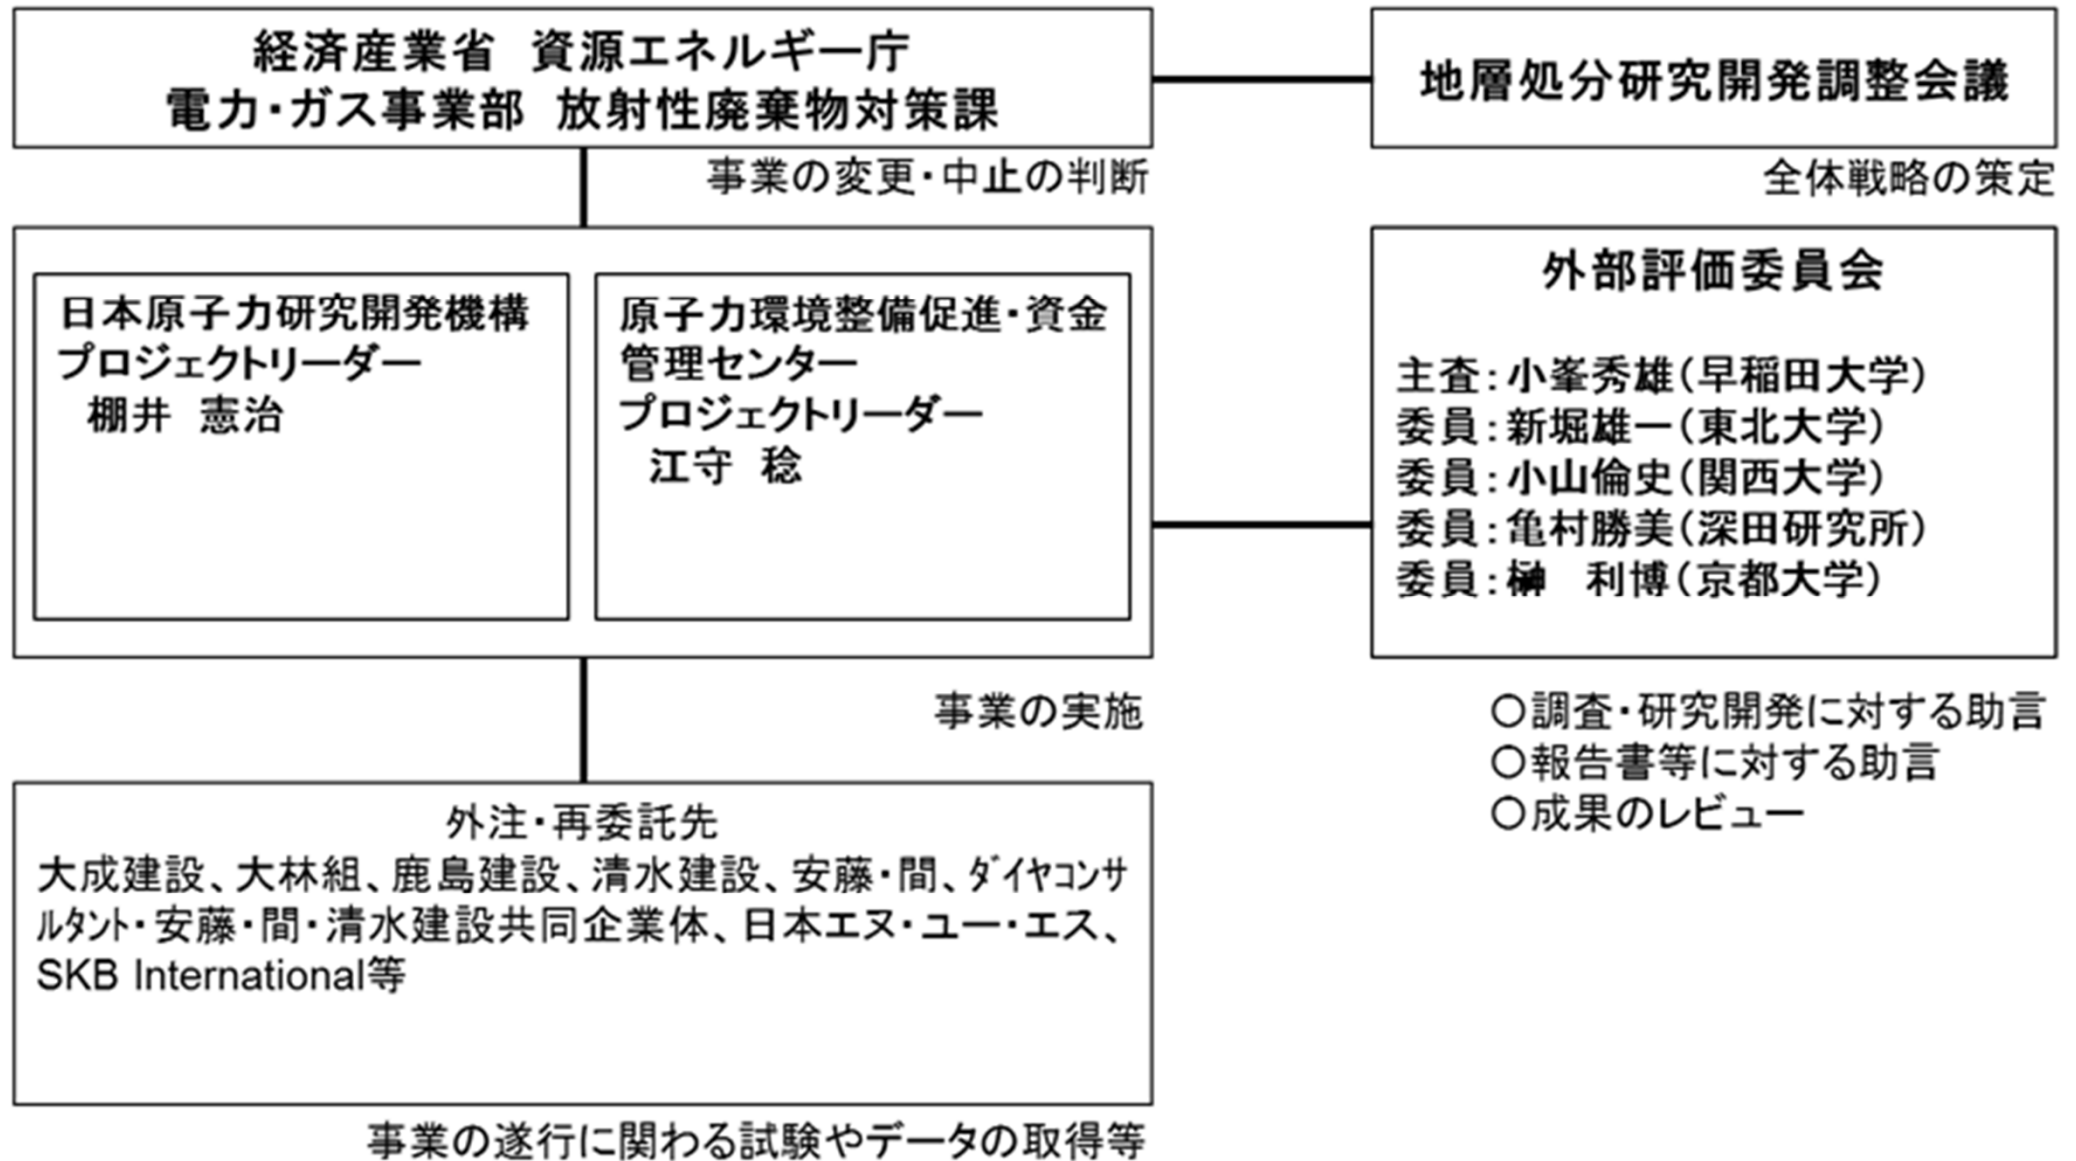 経済産業省　資源エネルギー庁
電力・ガス事業部　放射性廃棄物対策課
地層処分研究開発調整会議
事業の変更・中止の判断
全体戦略の策定
日本原子力研究開発機構
プロジェクトリーダー
棚井　憲治
原子力環境整備促進・資金
管理センター
プロジェクトリーダー
江守　稔
外部評価委員会
主査：小峯秀雄（早稲田大学）
委員：新堀雄一（東北大学）
委員：小山倫史（関西大学）
委員：亀村勝美（深田研究所）
委員：榊　利博（京都大学）
事業の実施
○調査・研究開発に対する助言
○報告書等に対する助言
○成果のレビュー
外注・再委託先
大成建設、大林組、鹿島建設、清水建設、安藤・間、ﾀﾞｲﾔｺﾝｻ
ﾙﾀﾝﾄ・安藤・間・清水建設共同企業体、日本エヌ・ユー・エス、
SKB International等
事業の遂行に関わる試験やデータの取得等